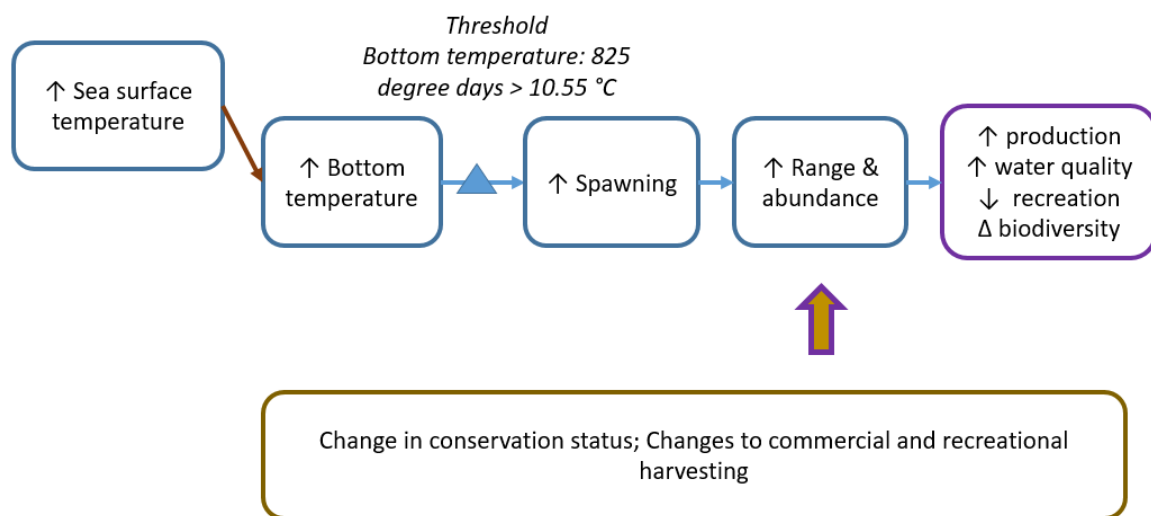 Threshold
Bottom temperature: 825
degree days > 10.55 °C
↑ Sea surface
temperature
↑ Bottom
temperature
↑ Spawning
↑ Range &
abundance
↑ production
↑ water quality
↓ recreation
Δ biodiversity
Change in conservation status; Changes to commercial and recreational
harvesting